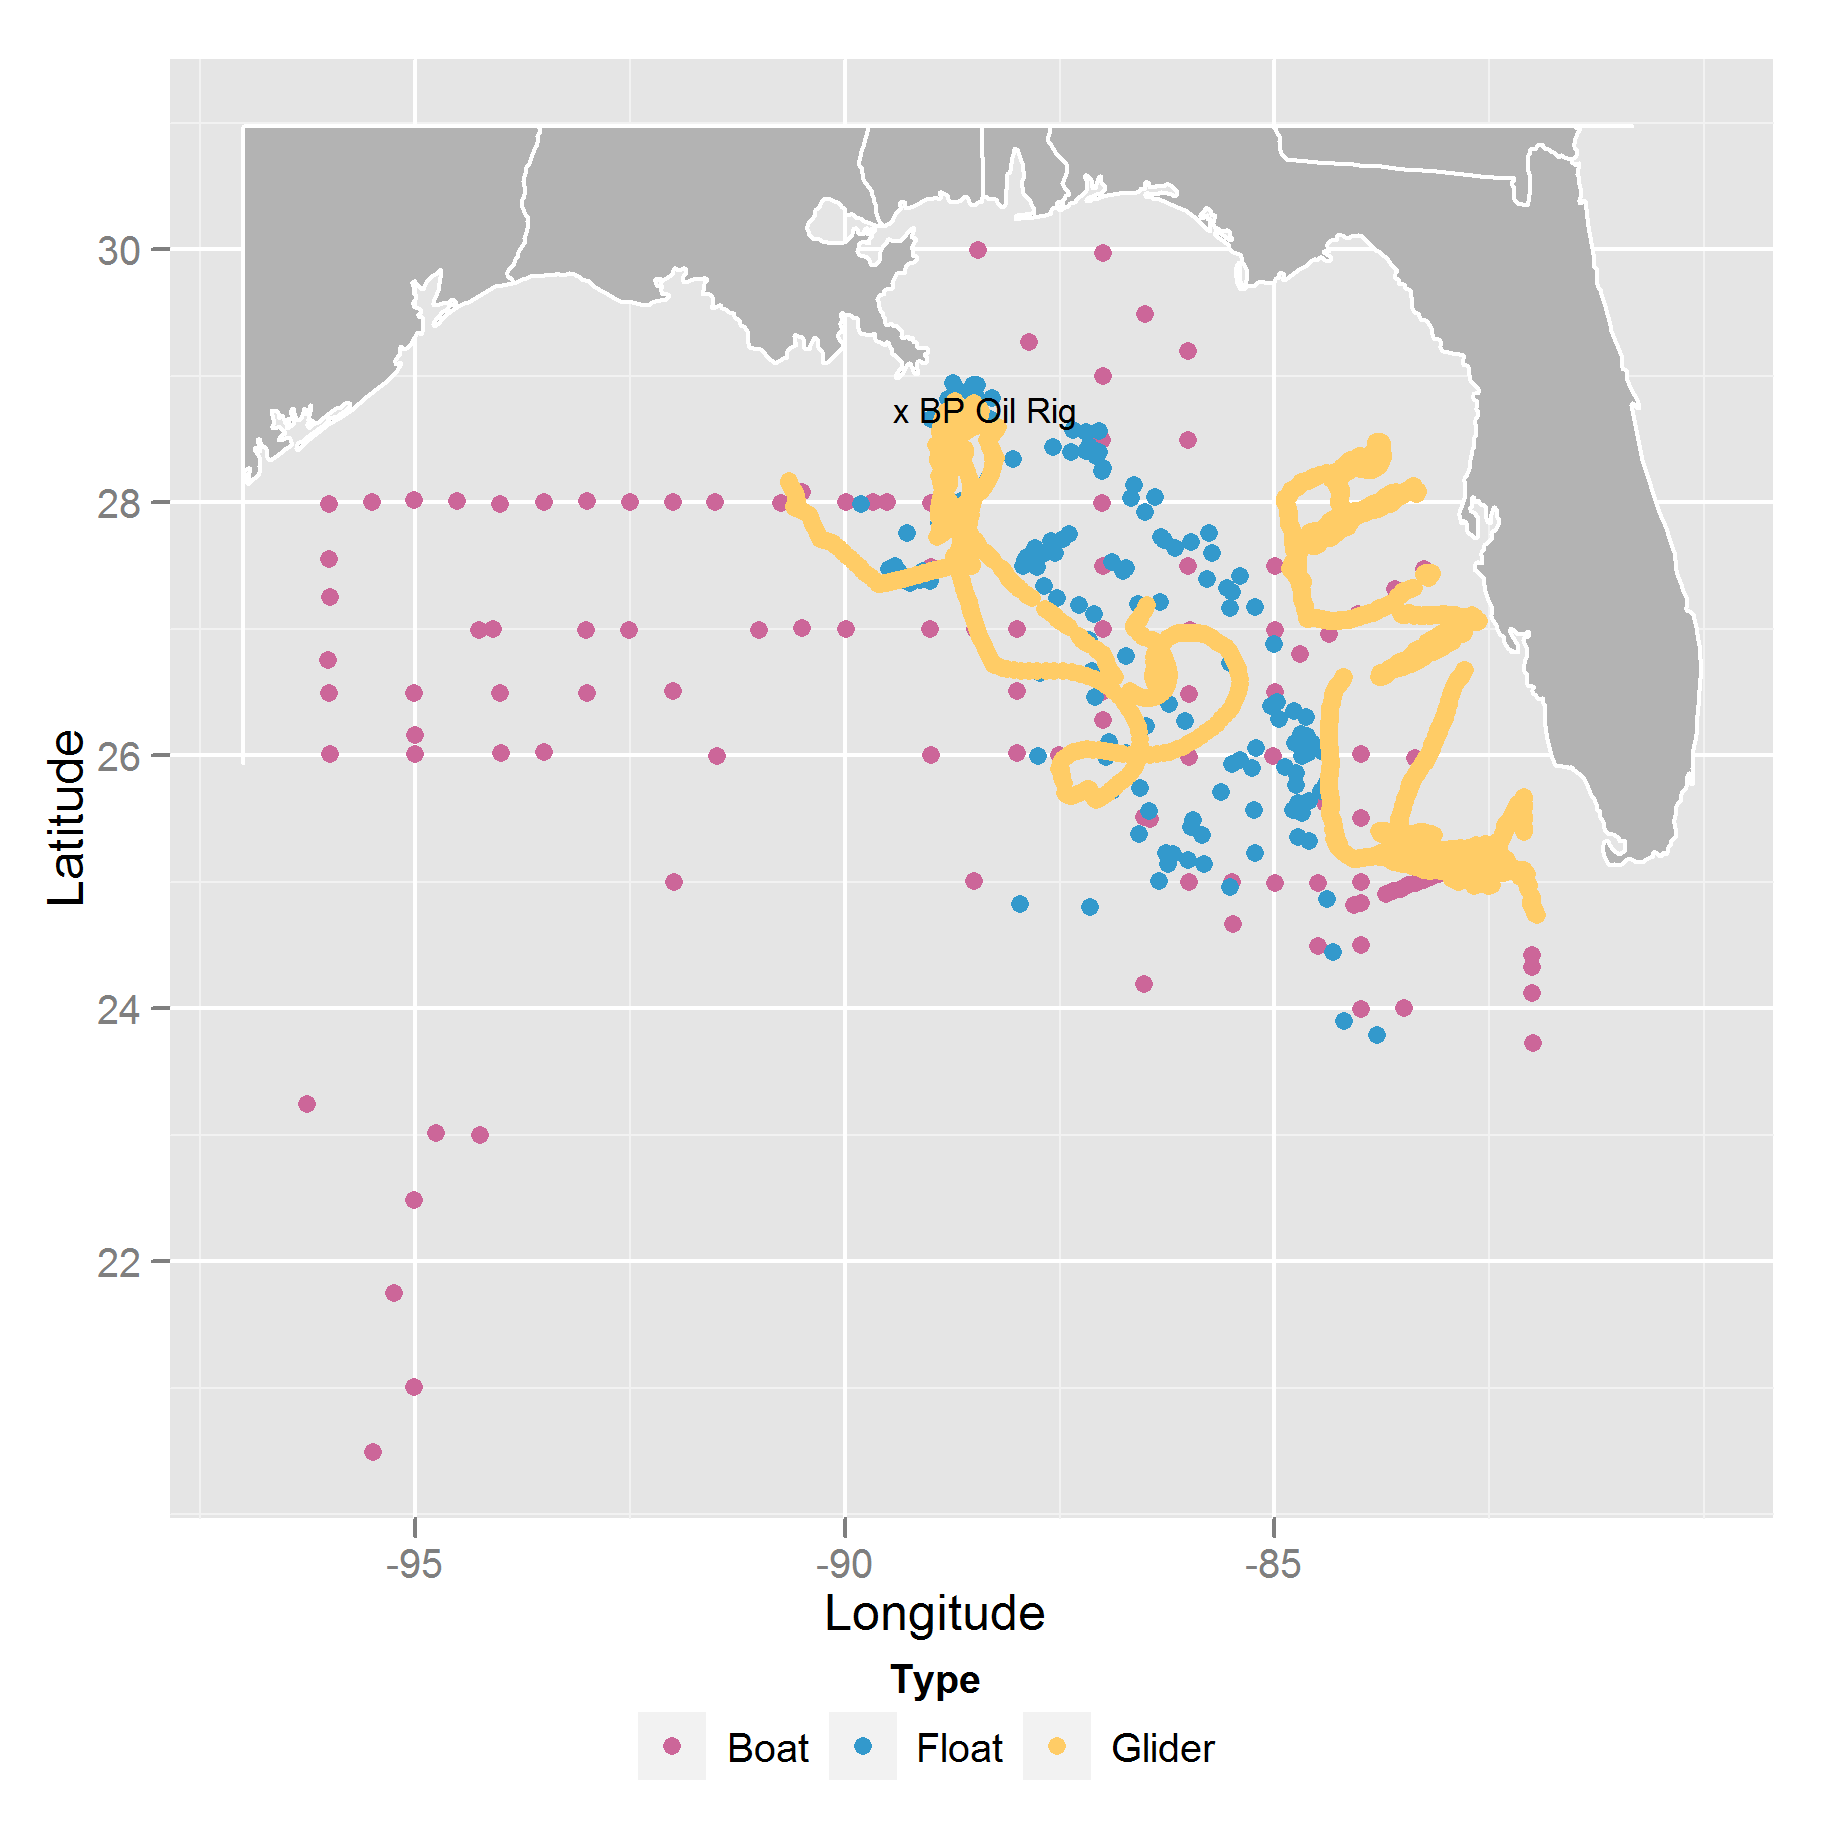 30
28
26
24
22
Latitude
x BP Oil Rig
-95
-90
-85
Longitude
Type
Boat
Float
Glider